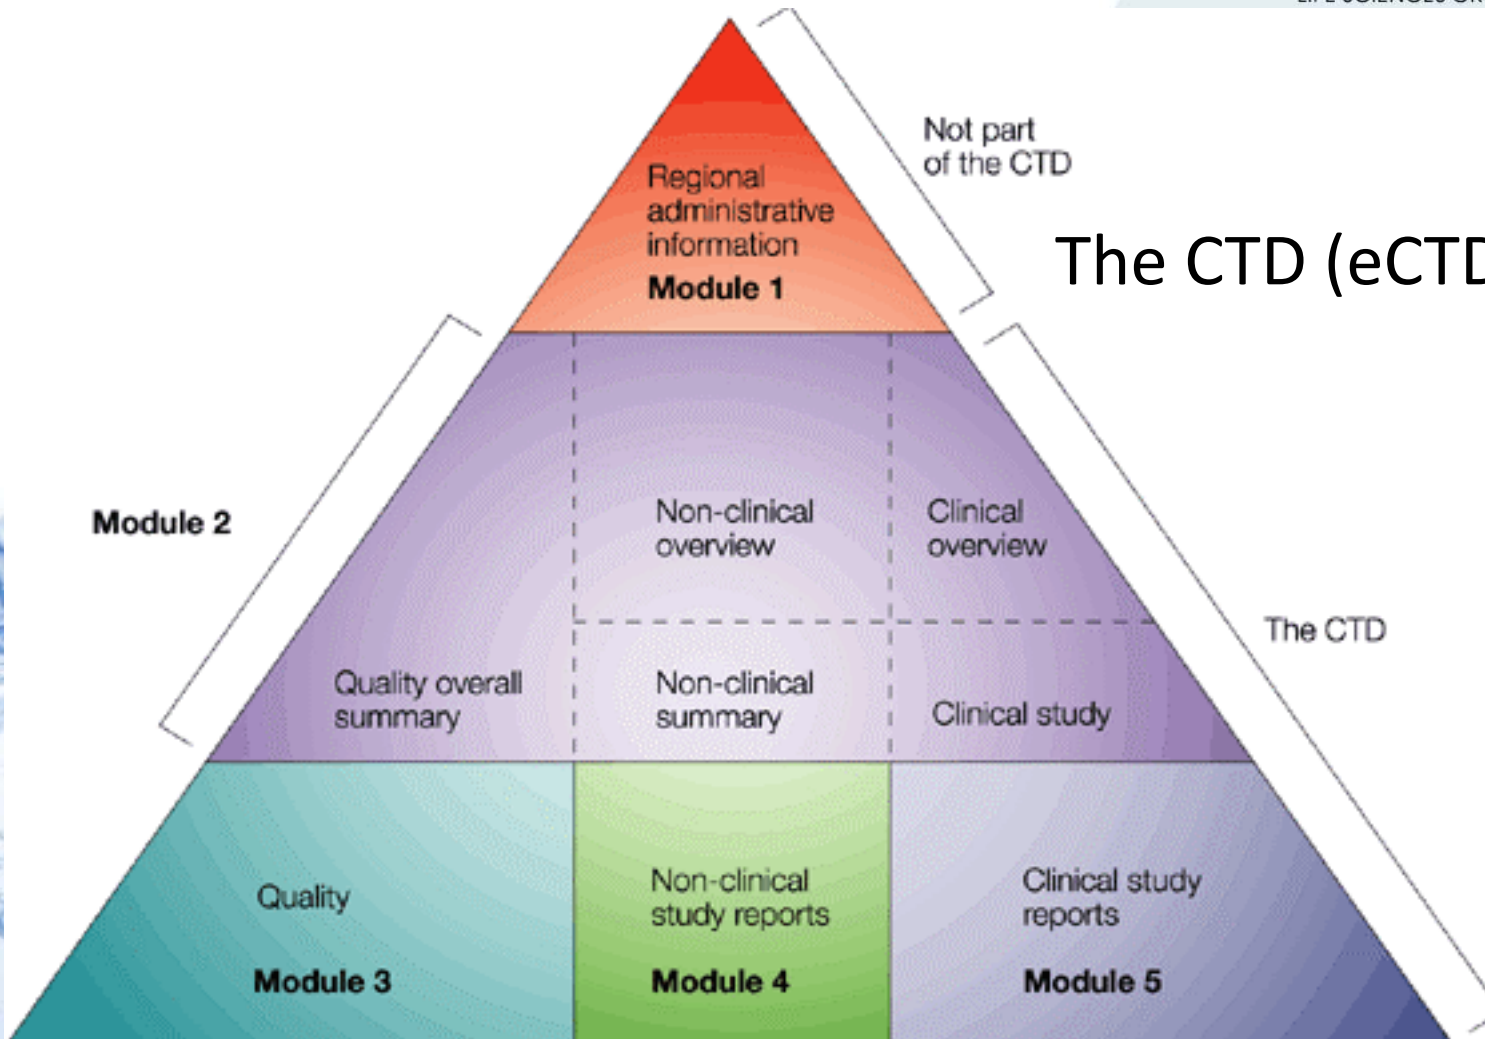 Regional
administrative
information
Module 1
Not part
of the CTD
The CTD (eCTD
Module 2
Non-clinical
overview
Clinical
overview
The CTD
Quality overall
summary
Non-clinical
summary
Clinical study
Quality
Module 3
Non-clinical
study reports
Module 4
Clinical study
reports
Module 5